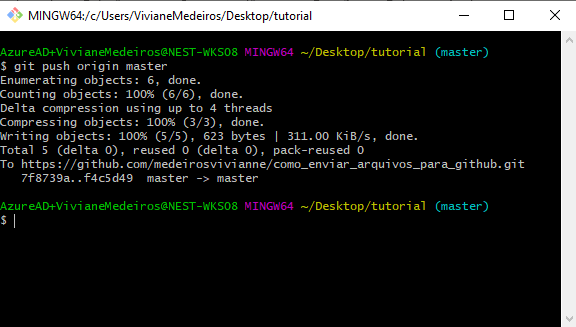 MINGW64:/c/Users/VivianeMedeiros/Desktop/tutorial
AzureAD+VivianeMedeiros@NEST-WKS08 MINGW64 ~/Desktop/tutorial (master)
$ git push origin master
Enumerating objects: 6, done.
Counting objects: 100% (6/6), done.
Delta compression using up to 4 threads
Compressing objects: 100% (3/3), done.
Writing objects: 100% (5/5), 623 bytes | 311.00 KiB/s, done.
Total 5 (delta 0), reused 0 (delta 0), pack-reused 0
To https://github.com/medeirosvivianne/como_enviar_arquivos_para_github.git
   7f8739a..f4c5d49  master -> master
AzureAD+VivianeMedeiros@NEST-WKS08 MINGW64 ~/Desktop/tutorial (master)
$